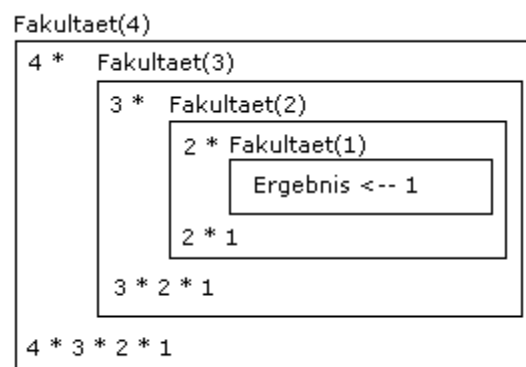 Fakultaet(4)
4 * Fakultaet(3)
3 * Fakultaet(2)
2 * Fakultaet(1)
Ergebnis <-- 1
2 * 1
3 * 2 * 1
4 * 3 * 2 * 1